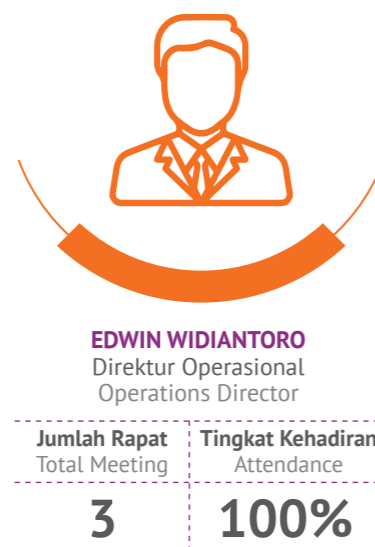 EDWIN WIDIANTORO
Direktur Operasional
Operations Director
Jumlah Rapat
Total Meeting
Tingkat Kehadiran
Attendance
3
100%